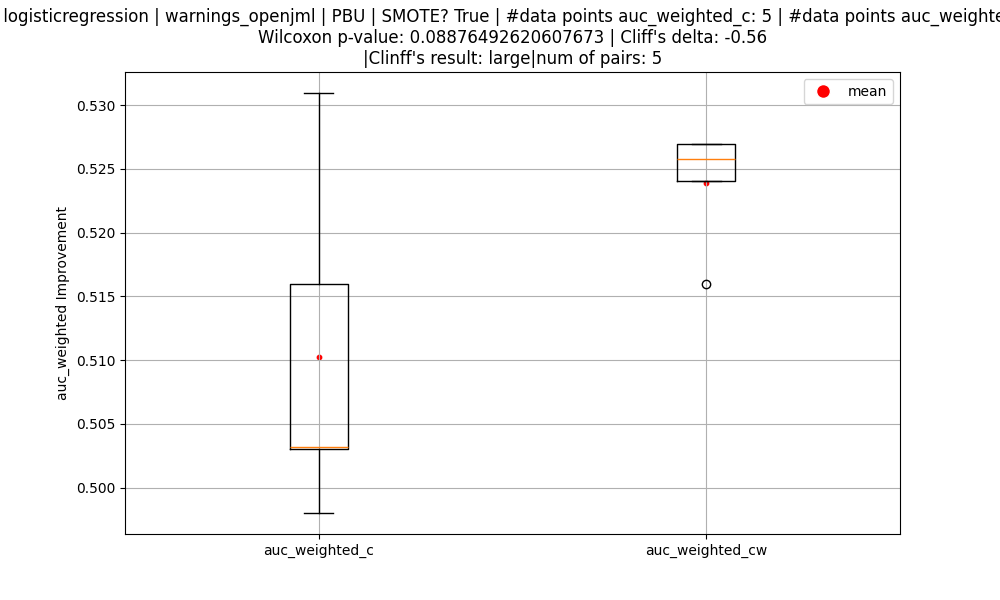 logisticregression | warnings_openjml | PBU | SMOTE? True | #data points auc_weighted_c: 5 | #data points
Wilcoxon p-value: 0.08876492620607673 | Cliff's delta: -0.56
|Clinff's result: large|num of pairs: 5
mean
0.530
0.525
0.520
0.515
0.510
0.505
0.500
auc_weighted Improvement
auc_weighted_c
auc_weighted_cw